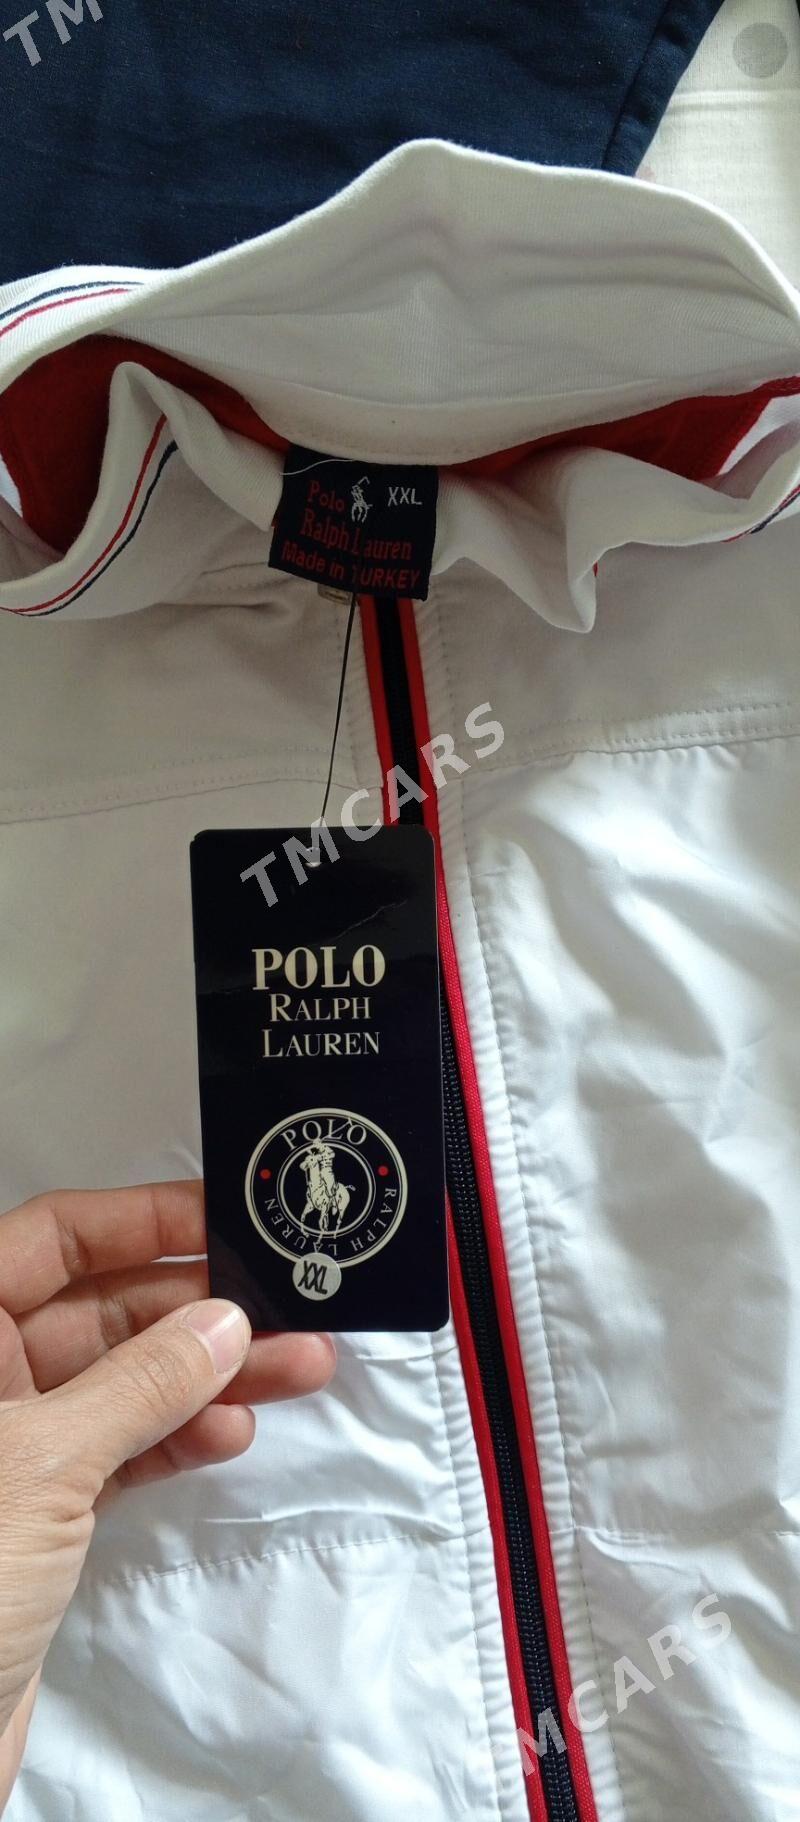 TM
Polo XXL
Ralph Lauren
Made in TURKEY
TMCARS
POLO
RALPH
LAUREN
POLO
RALPH LAUREN
XXL
TMCARS